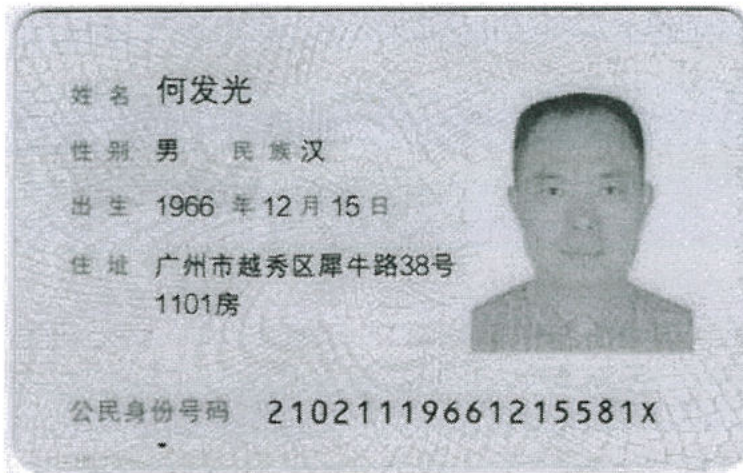 姓名 何发光
性别 男 民族 汉
出生 1966 年 12 月 15 日
住址 广州市越秀区犀牛路38号
1101房
公民身份号码 21021119661215581X